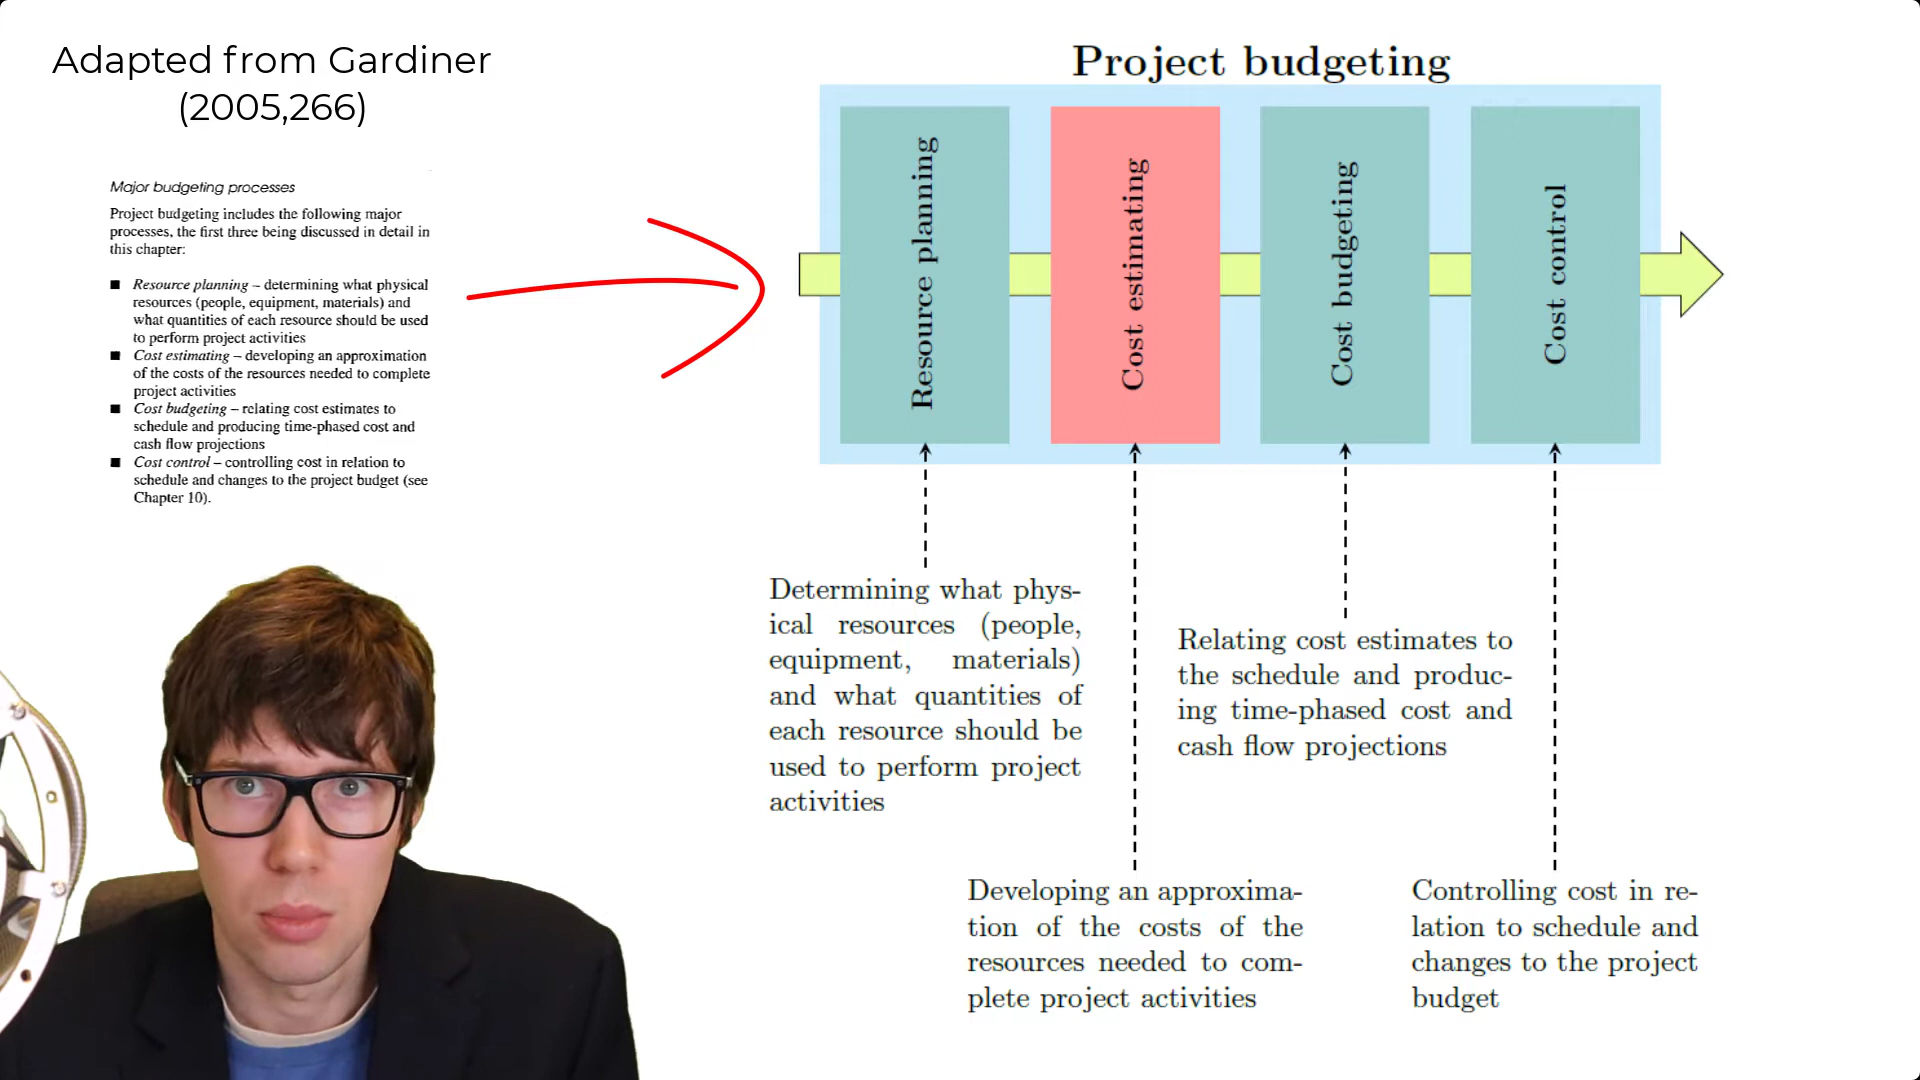 Adapted from Gardiner
(2005,266)
Major budgeting processes
Project budgeting includes the following major
processes, the first three being discussed in detail in
this chapter:
■ Resource planning – determining what physical
resources (people, equipment, materials) and
what quantities of each resource should be used
to perform project activities
■ Cost estimating – developing an approximation
of the costs of the resources needed to complete
project activities
■ Cost budgeting – relating cost estimates to
schedule and producing time-phased cost and
cash flow projections
■ Cost control – controlling cost in relation to
schedule and changes to the project budget (see
Chapter 10).
Project budgeting
Resource planning
Cost estimating
Cost budgeting
Cost control
Determining what phys-
ical resources (people,
equipment, materials)
and what quantities of
each resource should be
used to perform project
activities
Developing an approxima-
tion of the costs of the
resources needed to com-
plete project activities
Relating cost estimates to
the schedule and produc-
ing time-phased cost and
cash flow projections
Controlling cost in re-
lation to schedule and
changes to the project
budget